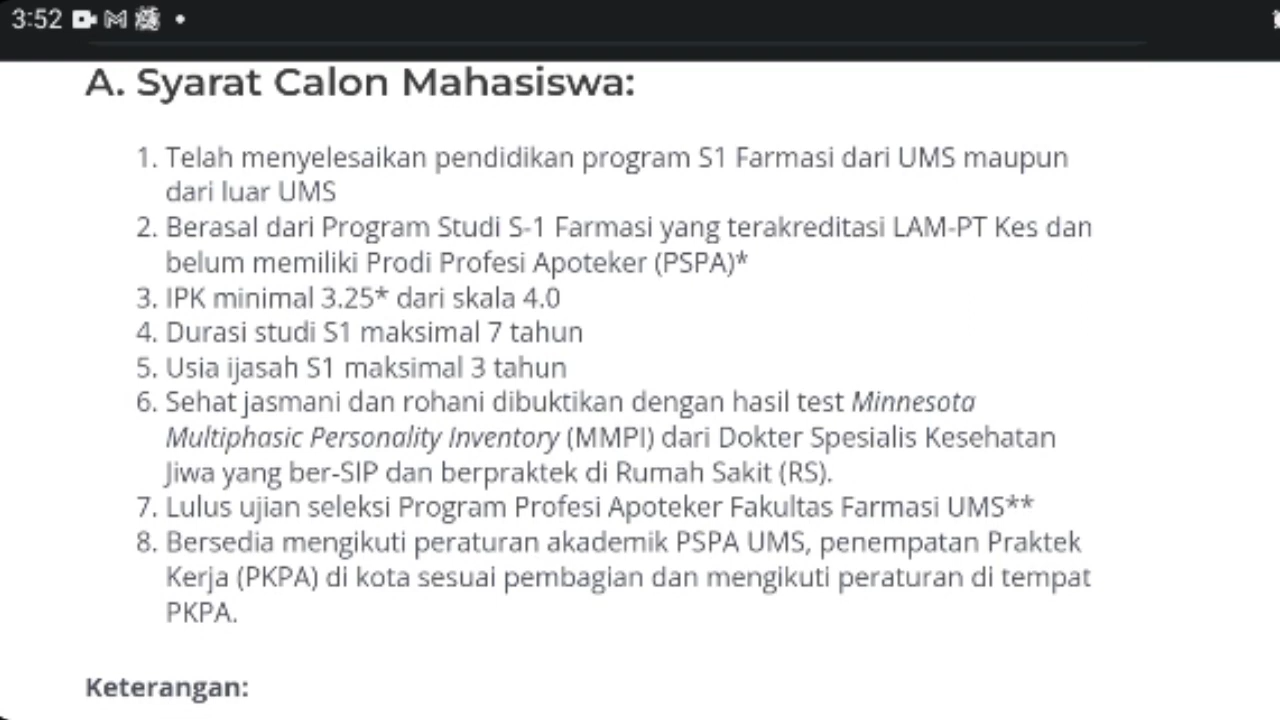 3:52
A. Syarat Calon Mahasiswa:
1. Telah menyelesaikan pendidikan program S1 Farmasi dari UMS maupun
dari luar UMS
2. Berasal dari Program Studi S-1 Farmasi yang terakreditasi LAM-PT Kes dan
belum memiliki Prodi Profesi Apoteker (PSPA)*
3. IPK minimal 3.25* dari skala 4.0
4. Durasi studi S1 maksimal 7 tahun
5. Usia ijasah S1 maksimal 3 tahun
6. Sehat jasmani dan rohani dibuktikan dengan hasil test Minnesota
Multiphasic Personality Inventory (MMPI) dari Dokter Spesialis Kesehatan
Jiwa yang ber-SIP dan berpraktek di Rumah Sakit (RS).
7. Lulus ujian seleksi Program Profesi Apoteker Fakultas Farmasi UMS**
8. Bersedia mengikuti peraturan akademik PSPA UMS, penempatan Praktek
Kerja (PKPA) di kota sesuai pembagian dan mengikuti peraturan di tempat
PKPA.
Keterangan: